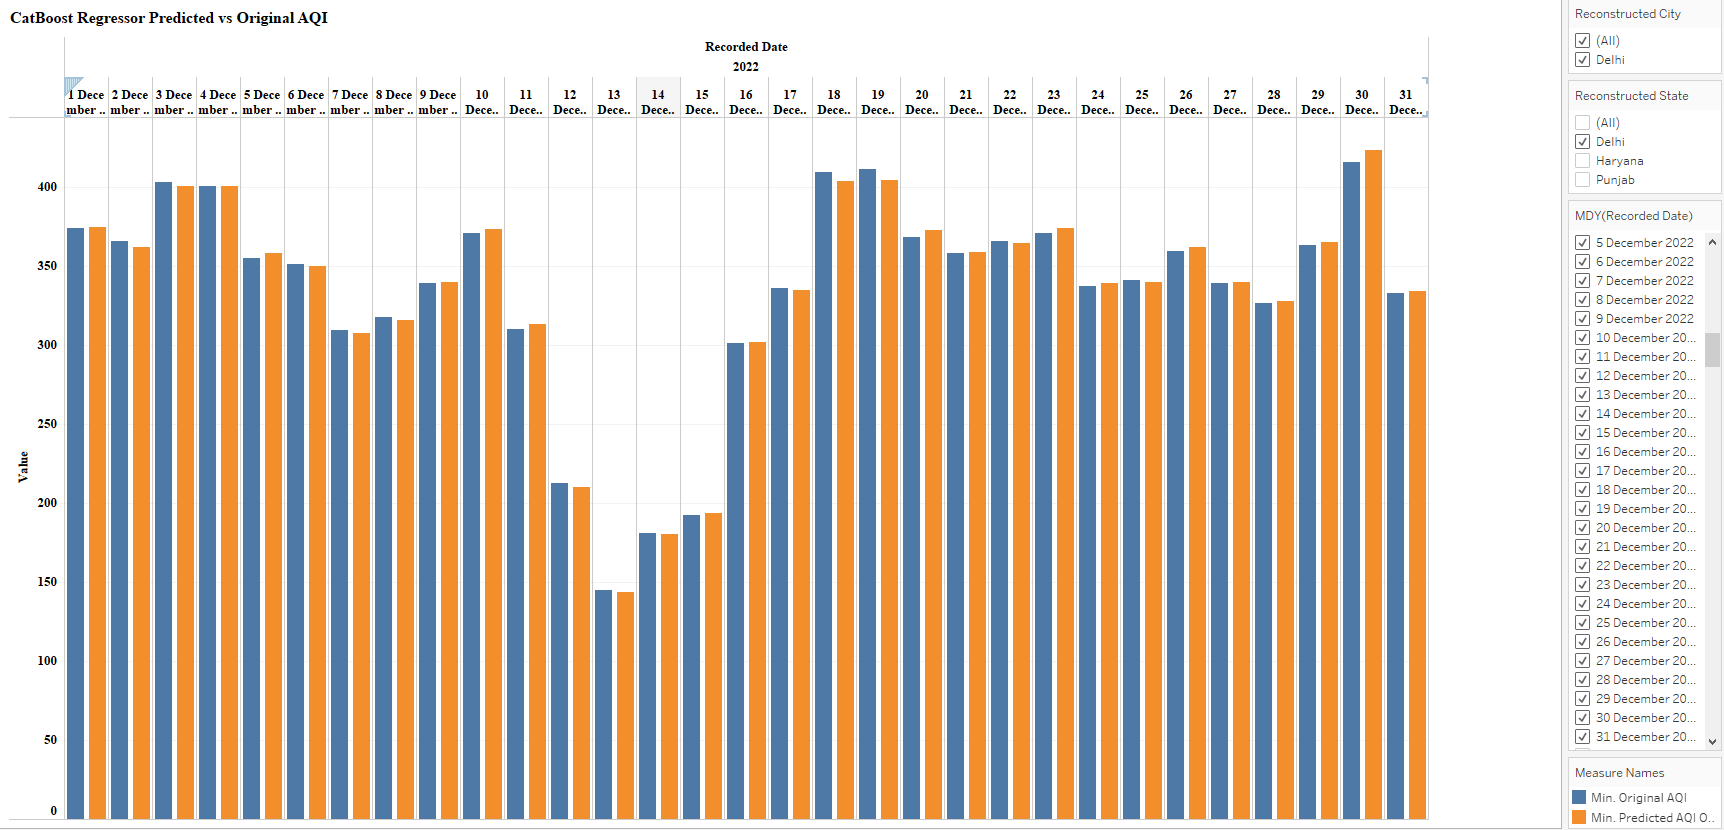 CatBoost Regressor Predicted vs Original AQI
Recorded Date
2022
1 Dece 2 Dece 3 Dece 4 Dece 5 Dece 6 Dece 7 Dece 8 Dece 9 Dece 10 11 12 13 14 15 16 17 18 19 20 21 22 23 24 25 26 27 28 29 30 31
mber .. mber .. mber .. mber .. mber .. mber .. mber .. mber .. mber .. Dece.. Dece.. Dece.. Dece.. Dece.. Dece.. Dece.. Dece.. Dece.. Dece.. Dece.. Dece.. Dece.. Dece.. Dece.. Dece.. Dece.. Dece.. Dece.. Dece.. Dece.. Dece..
400
350
300
250
200
150
100
50
0
Value
Reconstructed City
(All)
Delhi
Reconstructed State
(All)
Delhi
Haryana
Punjab
MDY(Recorded Date)
5 December 2022
6 December 2022
7 December 2022
8 December 2022
9 December 2022
10 December 20...
11 December 20...
12 December 20...
13 December 20...
14 December 20...
15 December 20...
16 December 20...
17 December 20...
18 December 20...
19 December 20...
20 December 20...
21 December 20...
22 December 20...
23 December 20...
24 December 20...
25 December 20...
26 December 20...
27 December 20...
28 December 20...
29 December 20...
30 December 20...
31 December 20...
Measure Names
Min. Original AQI
Min. Predicted AQI O..